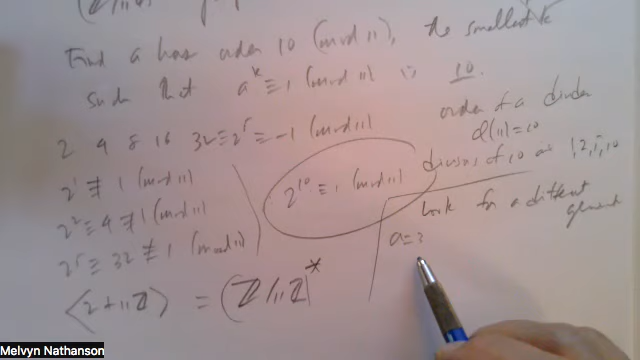 Find a has order 10 (mod 11), the smallest k
such that a^k ≡ 1 (mod 11) is 10.
order of a divides
φ(11) = 10
divisors of 10 are 1, 2, 5, 10
2 4 8 16 32 ≡ 2^5 ≡ -1 (mod 11)
2^1 ≢ 1 (mod 11)
2^2 ≡ 4 ≢ 1 (mod 11)
2^5 ≡ 32 ≢ 1 (mod 11)
2^10 ≡ 1 (mod 11)
⟨2 + 11ℤ⟩ = (ℤ/11ℤ)^*
look for a different
a = 3
Melvyn Nathanson